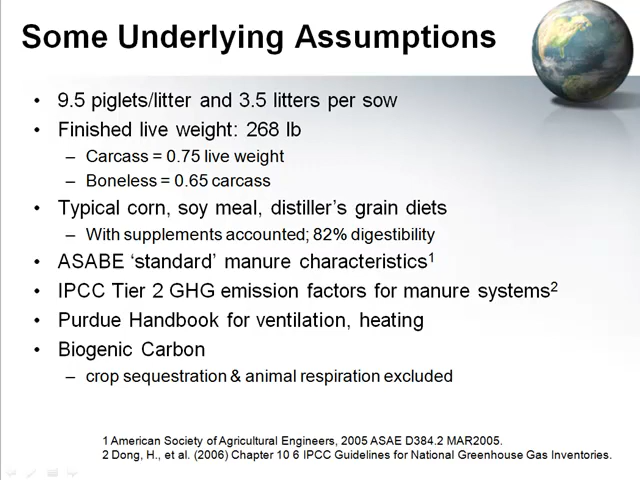 Some Underlying Assumptions
• 9.5 piglets/litter and 3.5 litters per sow
• Finished live weight: 268 lb
– Carcass = 0.75 live weight
– Boneless = 0.65 carcass
• Typical corn, soy meal, distiller's grain diets
– With supplements accounted; 82% digestibility
• ASABE 'standard' manure characteristics1
• IPCC Tier 2 GHG emission factors for manure systems2
• Purdue Handbook for ventilation, heating
• Biogenic Carbon
– crop sequestration & animal respiration excluded
1 American Society of Agricultural Engineers, 2005 ASAE D384.2 MAR2005.
2 Dong, H., et al. (2006) Chapter 10 6 IPCC Guidelines for National Greenhouse Gas Inventories.